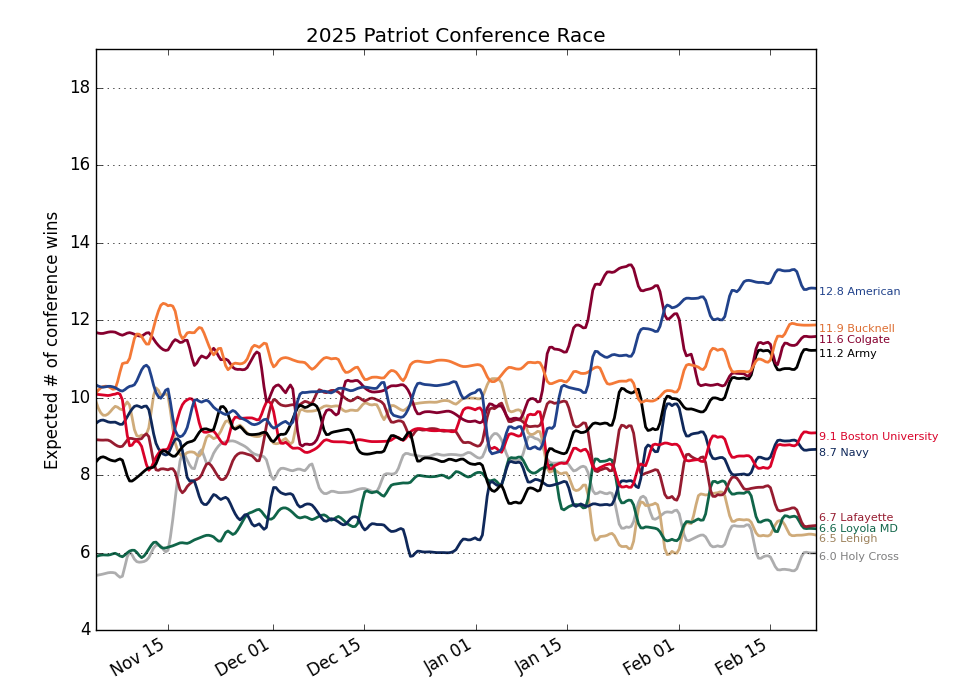 2025 Patriot Conference Race
Expected # of conference wins
18
16
14
12
10
8
6
4
Nov 15
Dec 01
Dec 15
Jan 01
Jan 15
Feb 01
Feb 15
12.8 American
11.9 Bucknell
11.6 Colgate
11.2 Army
9.1 Boston University
8.7 Navy
6.7 Lafayette
6.6 Loyola MD
6.5 Lehigh
6.0 Holy Cross